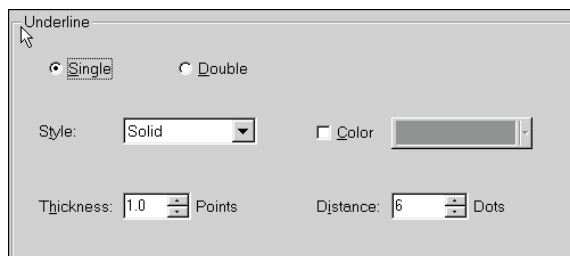 Underline
Single Double
Style: Solid Color
Thickness: 1.0 Points Distance: 6 Dots